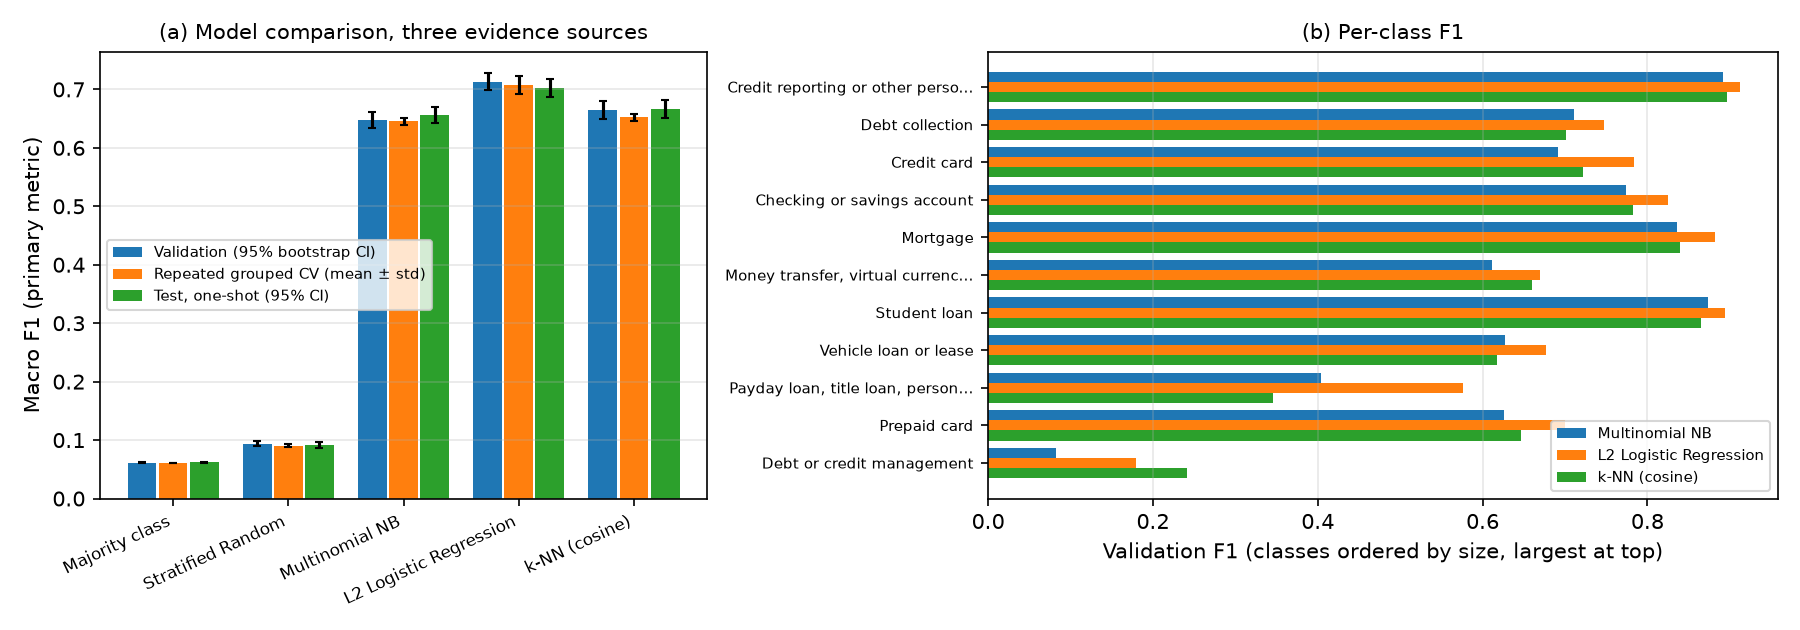 (a) Model comparison, three evidence sources
Macro F1 (primary metric)
0.7
0.6
0.5
0.4
0.3
0.2
0.1
0.0
Validation (95% bootstrap CI)
Repeated grouped CV (mean ± std)
Test, one-shot (95% CI)
Majority class
Stratified Random
Multinomial NB
L2 Logistic Regression
k-NN (cosine)
(b) Per-class F1
Credit reporting or other perso...
Debt collection
Credit card
Checking or savings account
Mortgage
Money transfer, virtual currenc...
Student loan
Vehicle loan or lease
Payday loan, title loan, person...
Prepaid card
Debt or credit management
Multinomial NB
L2 Logistic Regression
k-NN (cosine)
0.0
0.2
0.4
0.6
0.8
Validation F1 (classes ordered by size, largest at top)